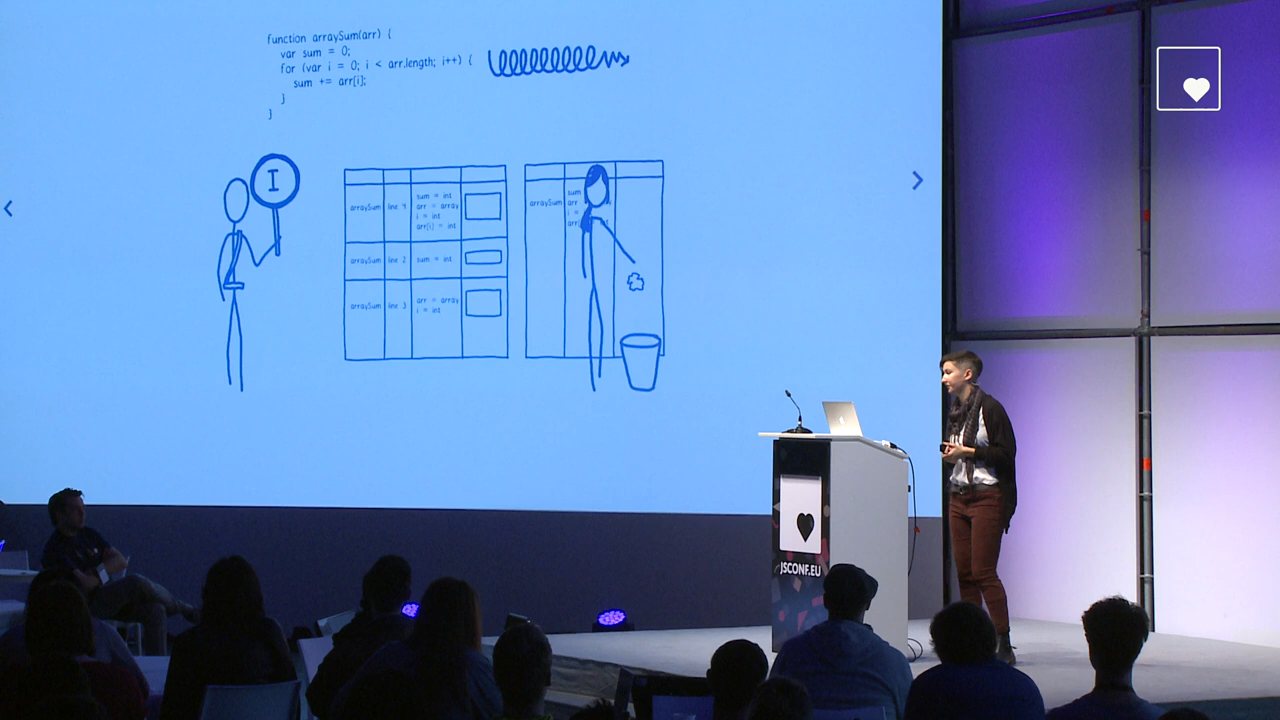 function arraySum(arr) {
var sum = 0;
for (var i = 0; i < arr.length; i++) {
sum += arr[i];
}
}
I
arraySum line 4 sum = int
arr = array
i = int
arr[i] = int
arraySum line 2 sum = int
arraySum line 3 arr = array
i = int
arraySum sum
arr
i =
arr[
JSCONF.EU